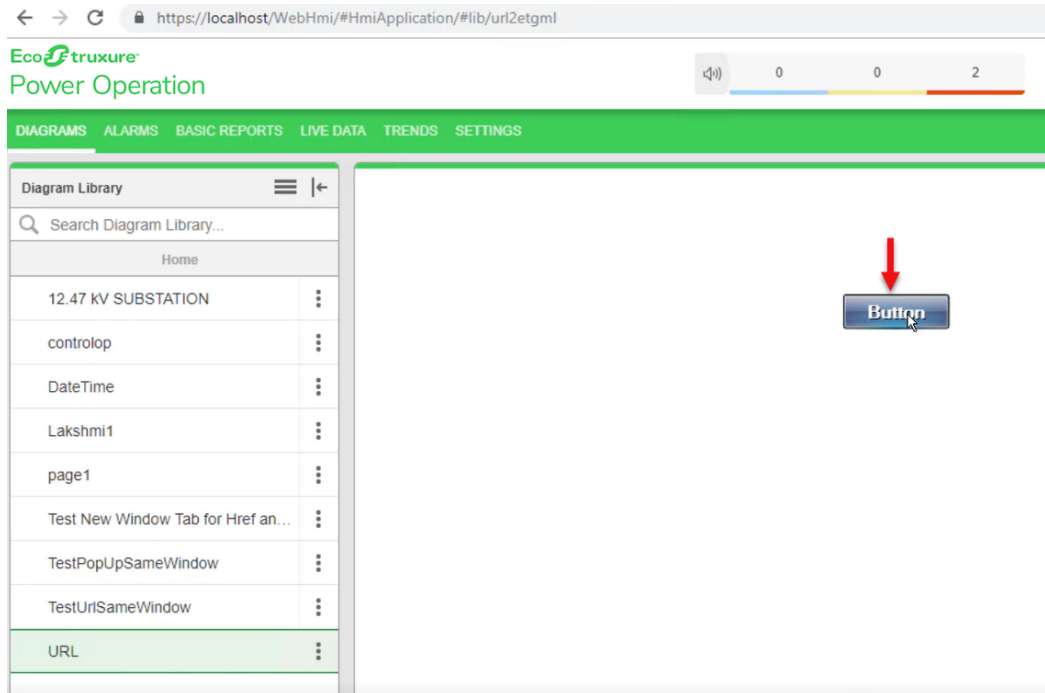 https://localhost/WebHmi/#HmiApplication/#lib/url2etgml
EcoStruxure
Power Operation
0 0 2
DIAGRAMS ALARMS BASIC REPORTS LIVE DATA TRENDS SETTINGS
Diagram Library
Search Diagram Library...
Home
12.47 kV SUBSTATION
controlop
DateTime
Lakshmi1
page1
Test New Window Tab for Href an...
TestPopUpSameWindow
TestUrlSameWindow
URL
Button